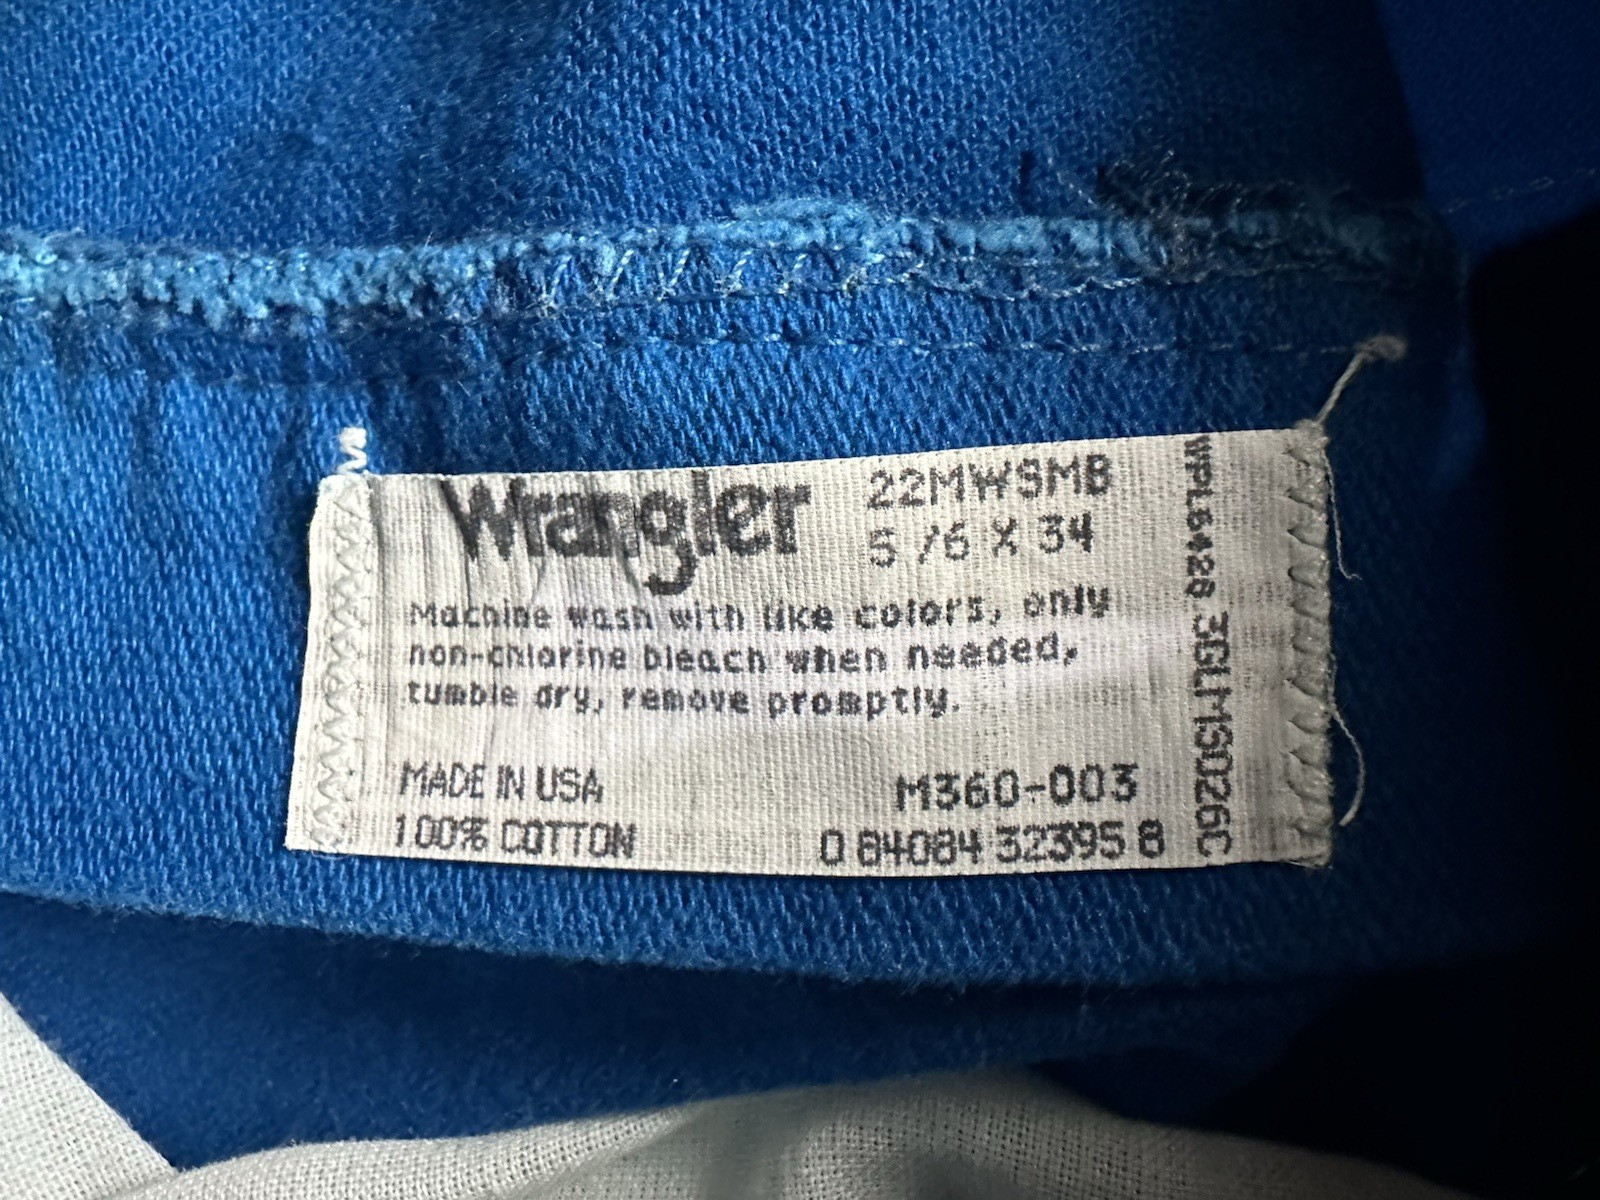 Wrangler
22MWSMB
5/6 X 34
Machine wash with like colors, only
non-chlorine bleach when needed,
tumble dry, remove promptly.
MADE IN USA
100% COTTON
M360-003
0 84084 32395 8
WPL6428